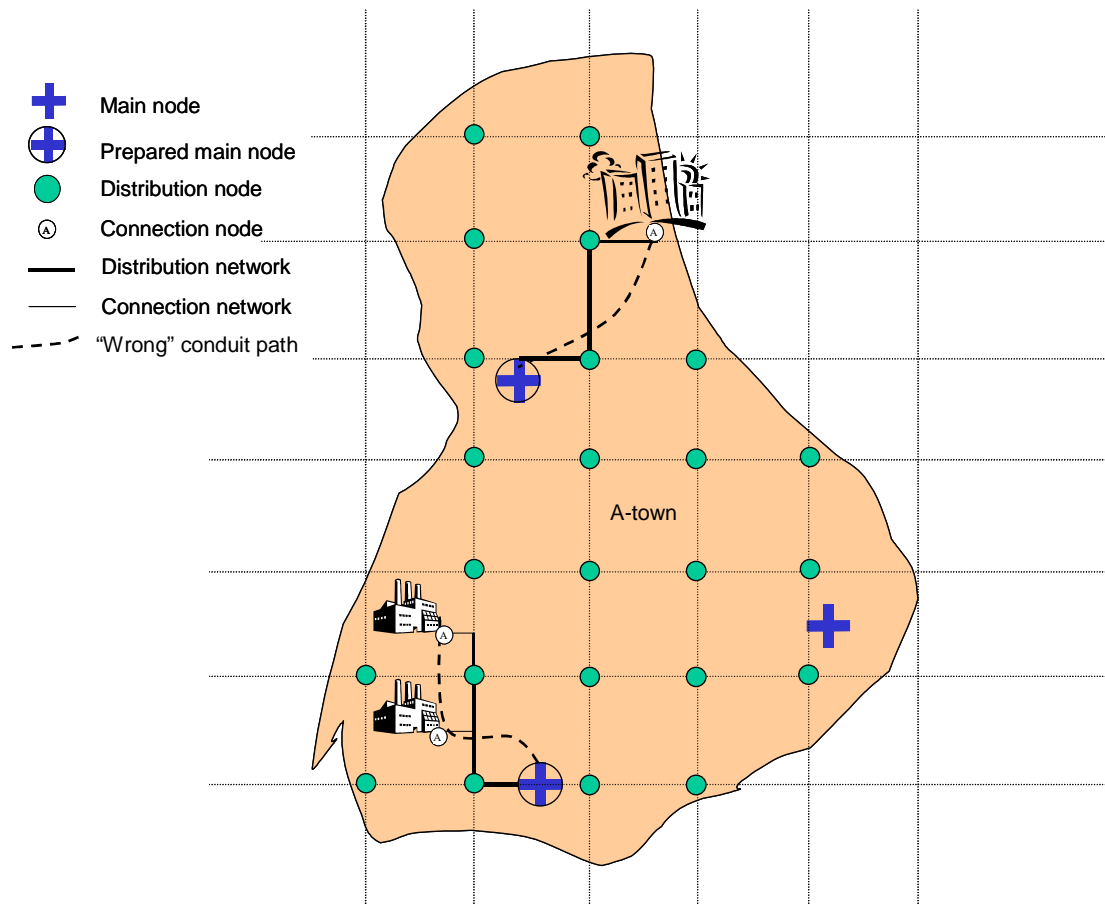 Main node
Prepared main node
Distribution node
A
Connection node
Distribution network
Connection network
“Wrong” conduit path
A
A-town
A
A